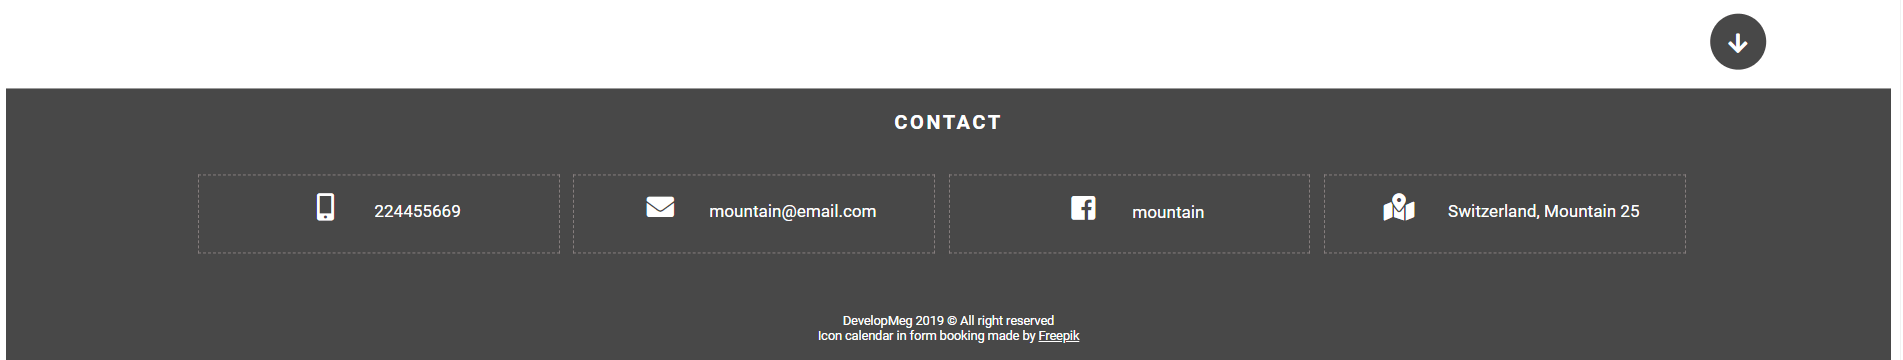 CONTACT
224455669
mountain@email.com
mountain
Switzerland, Mountain 25
DevelopMeg 2019 © All right reserved
Icon calendar in form booking made by Freepik